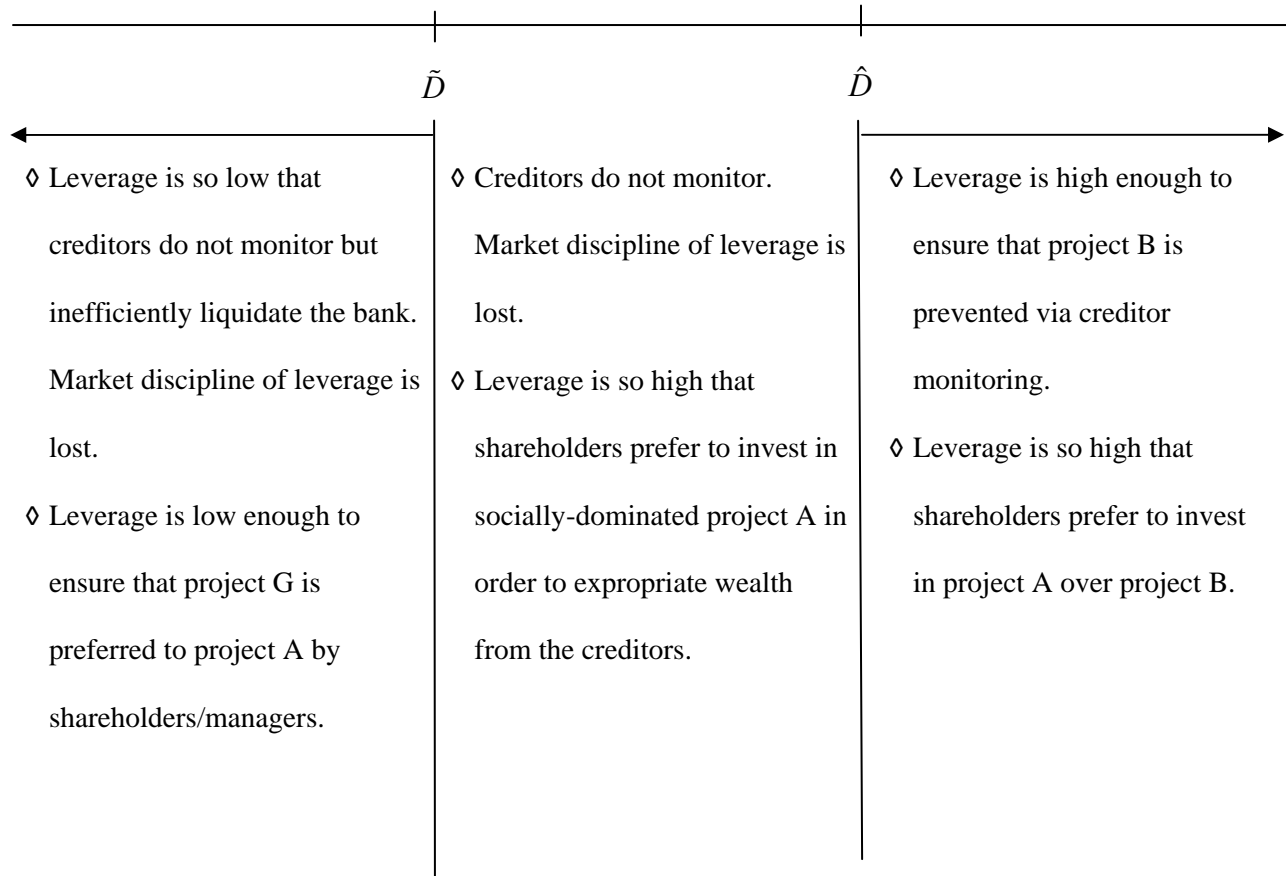 D̃
D̂
◊ Leverage is so low that
creditors do not monitor but
inefficiently liquidate the bank.
Market discipline of leverage is
lost.
◊ Leverage is low enough to
ensure that project G is
preferred to project A by
shareholders/managers.
◊ Creditors do not monitor.
Market discipline of leverage is
lost.
◊ Leverage is so high that
shareholders prefer to invest in
socially-dominated project A in
order to expropriate wealth
from the creditors.
◊ Leverage is high enough to
ensure that project B is
prevented via creditor
monitoring.
◊ Leverage is so high that
shareholders prefer to invest
in project A over project B.